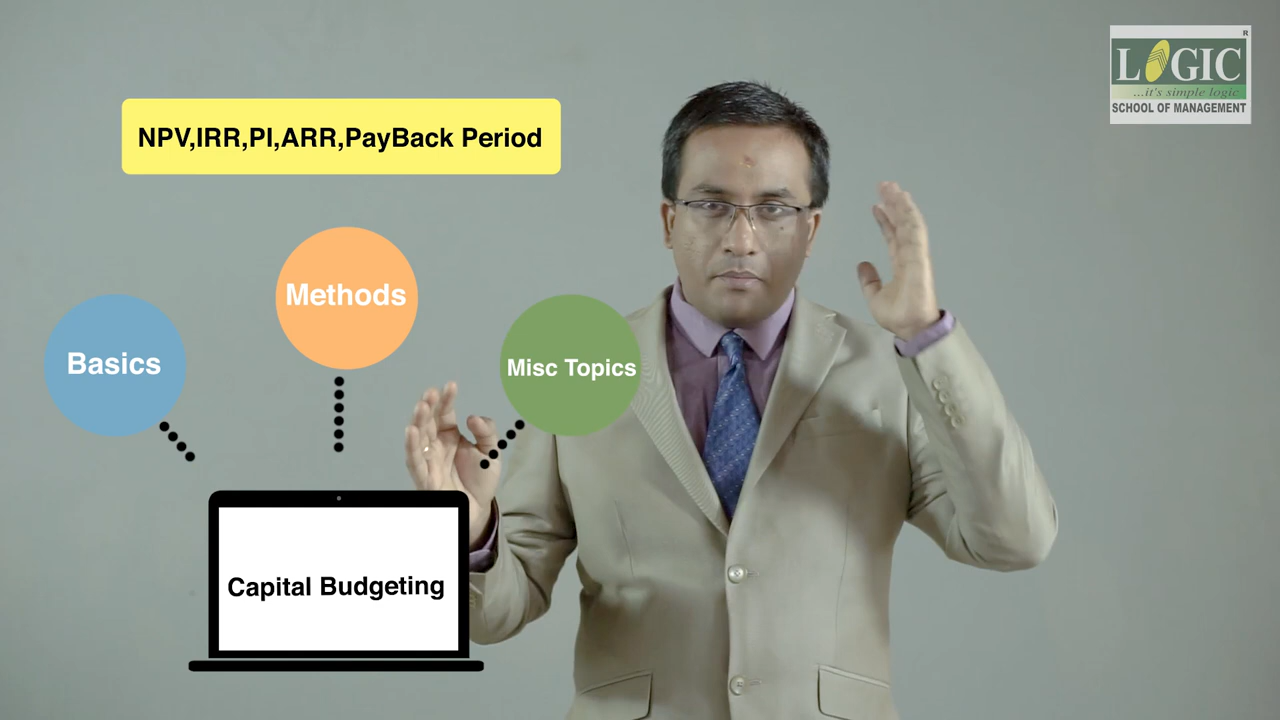 NPV,IRR,PI,ARR,PayBack Period
Methods
Basics
Misc Topics
Capital Budgeting
LOGIC
R
...it's simple logic
SCHOOL OF MANAGEMENT